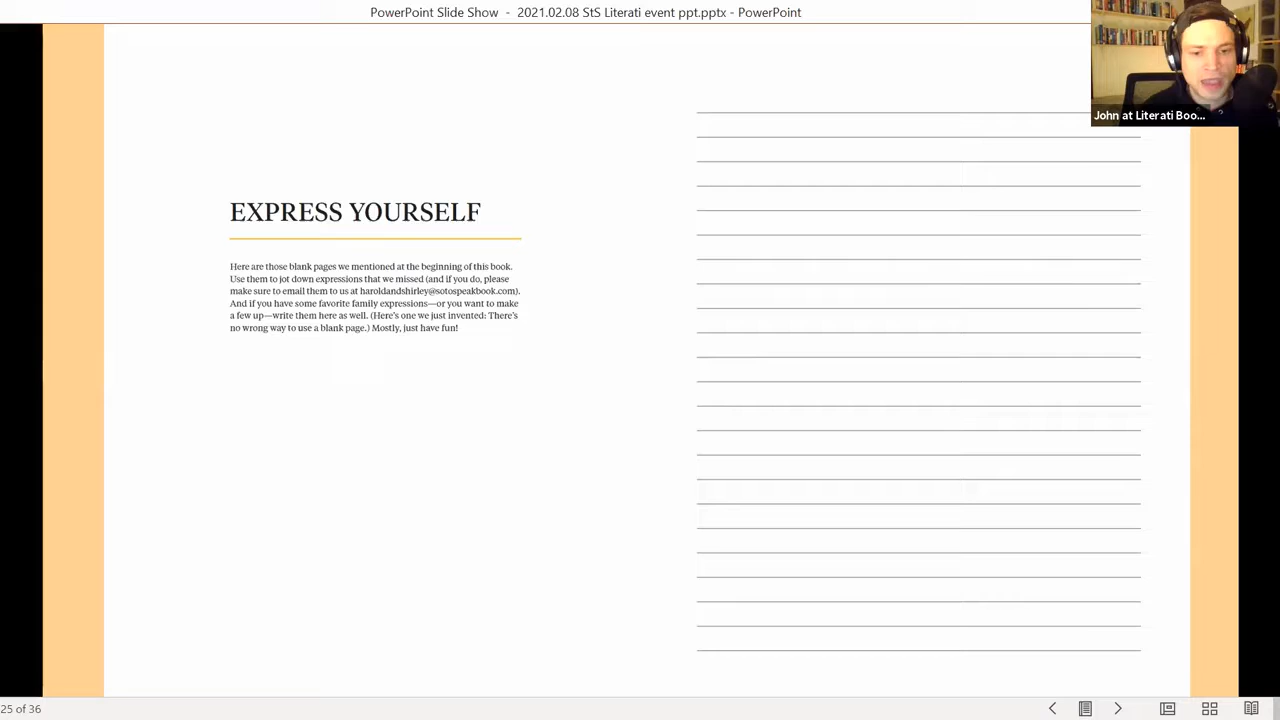 PowerPoint Slide Show - 2021.02.08 StS Literati event ppt.pptx - PowerPoint
John at Literati Boo...
EXPRESS YOURSELF
Here are those blank pages we mentioned at the beginning of this book.
Use them to jot down expressions that we missed (and if you do, please
make sure to email them to us at haroldandshirley@sotospeakbook.com).
And if you have some favorite family expressions—or you want to make
a few up—write them here as well. (Here's one we just invented: There's
no wrong way to use a blank page.) Mostly, just have fun!
25 of 36